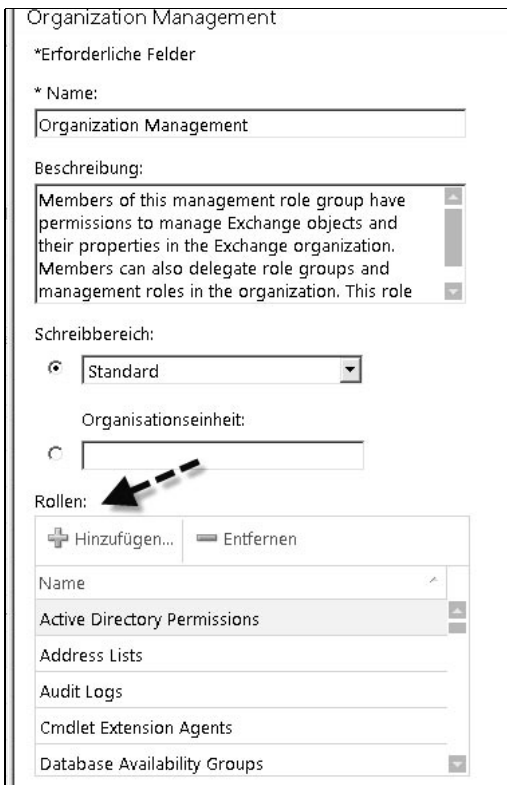 Organization Management
*Erforderliche Felder
* Name:
Organization Management
Beschreibung:
Members of this management role group have
permissions to manage Exchange objects and
their properties in the Exchange organization.
Members can also delegate role groups and
management roles in the organization. This role
Schreibbereich:
Standard
Organisationseinheit:
Rollen:
Hinzufügen... Entfernen
Name
Active Directory Permissions
Address Lists
Audit Logs
Cmdlet Extension Agents
Database Availability Groups